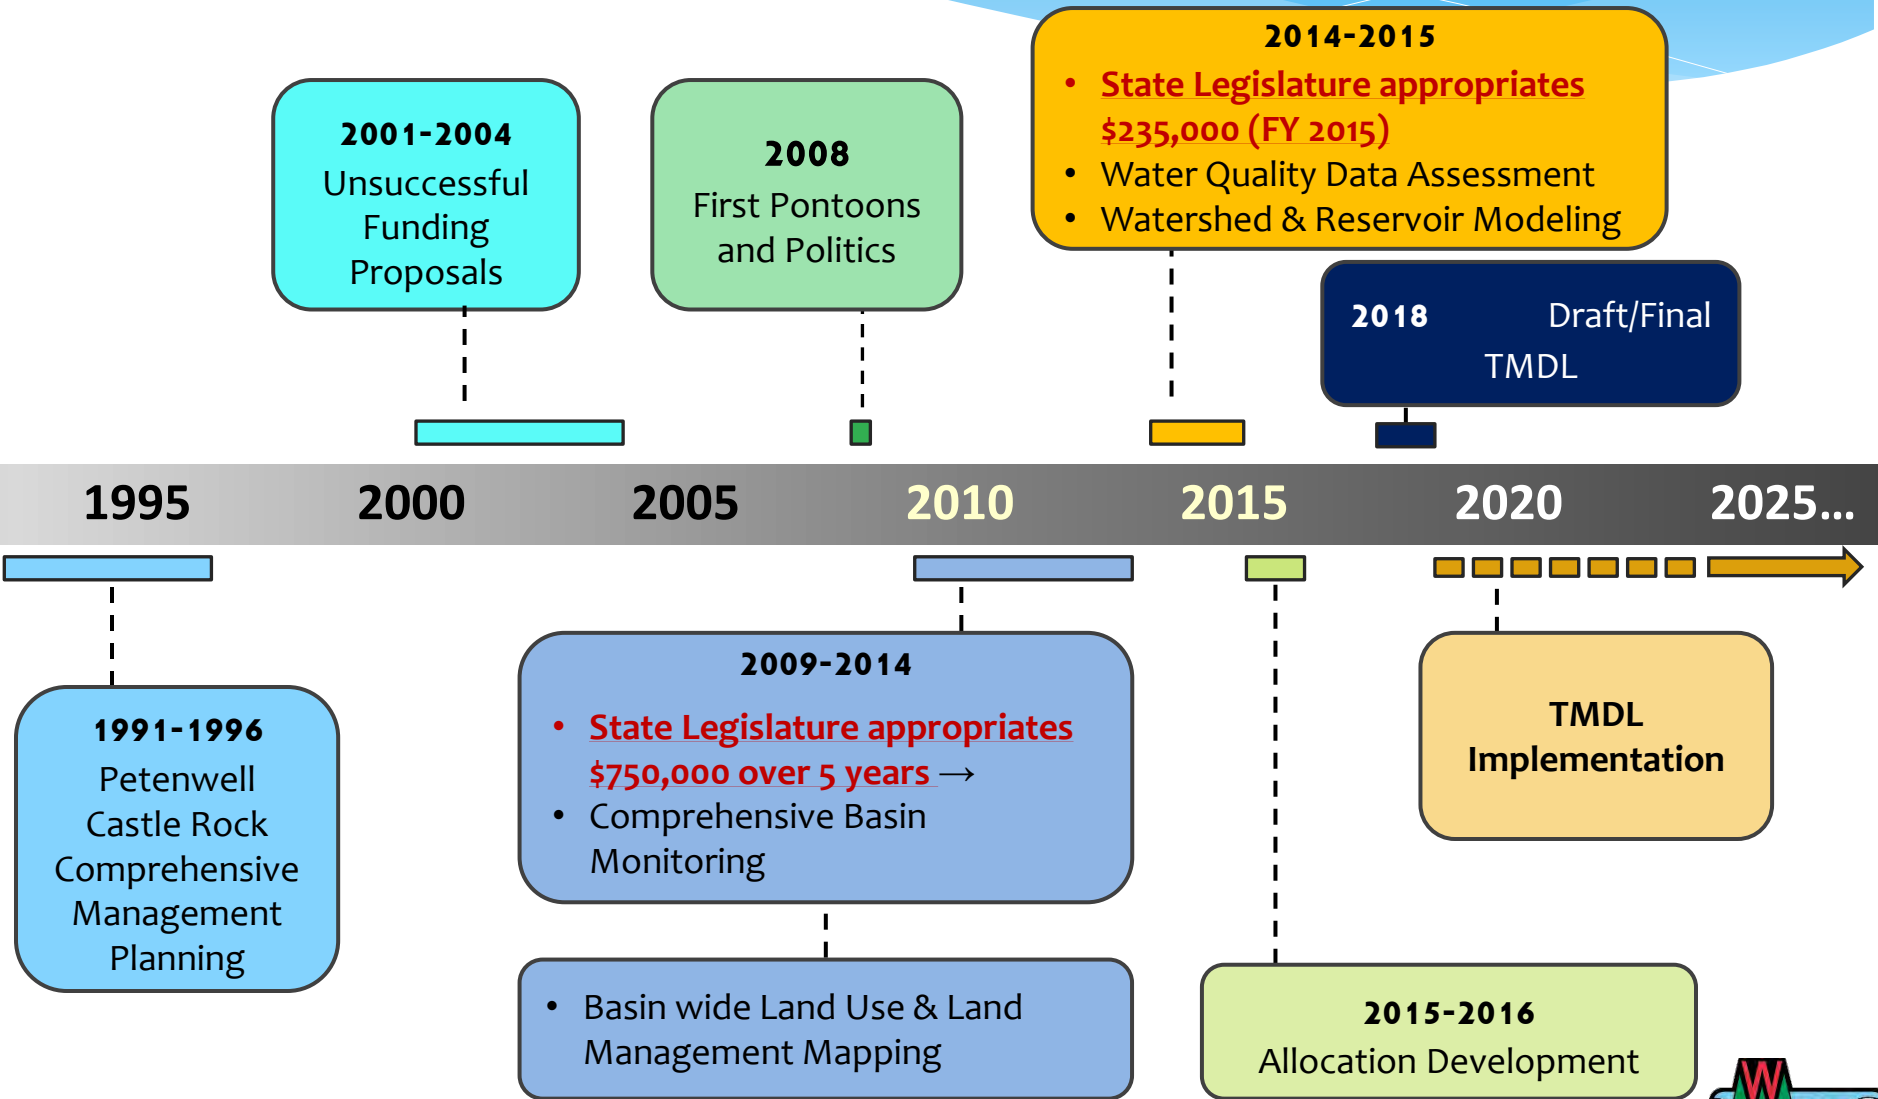 2001-2004
Unsuccessful
Funding
Proposals
2008
First Pontoons
and Politics
2014-2015
• State Legislature appropriates
$235,000 (FY 2015)
• Water Quality Data Assessment
• Watershed & Reservoir Modeling
2018 Draft/Final
TMDL
1995 2000 2005 2010 2015 2020 2025...
1991-1996
Petenwell
Castle Rock
Comprehensive
Management
Planning
2009-2014
• State Legislature appropriates
$750,000 over 5 years →
• Comprehensive Basin
Monitoring
• Basin wide Land Use & Land
Management Mapping
2015-2016
Allocation Development
TMDL
Implementation
W